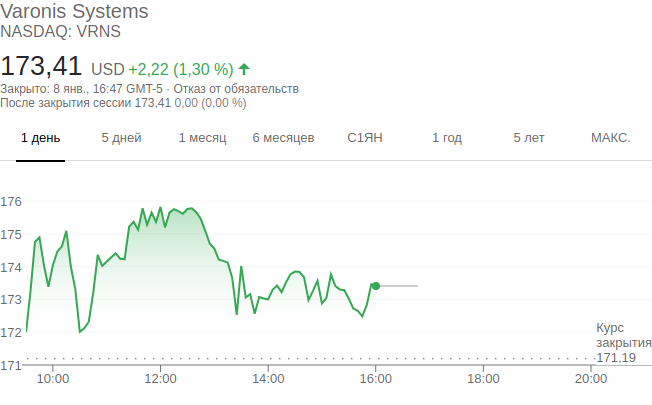 Varonis Systems
NASDAQ: VRNS
173,41 USD +2,22 (1,30 %)
Закрыто: 8 янв., 16:47 GMT-5 · Отказ от обязательств
После закрытия сессии 173,41 0,00 (0,00 %)
1 день 5 дней 1 месяц 6 месяцев С1ЯН 1 год 5 лет МАКС.
176
175
174
173
172
Курс
закрытия
171,19
171
10:00 12:00 14:00 16:00 18:00 20:00